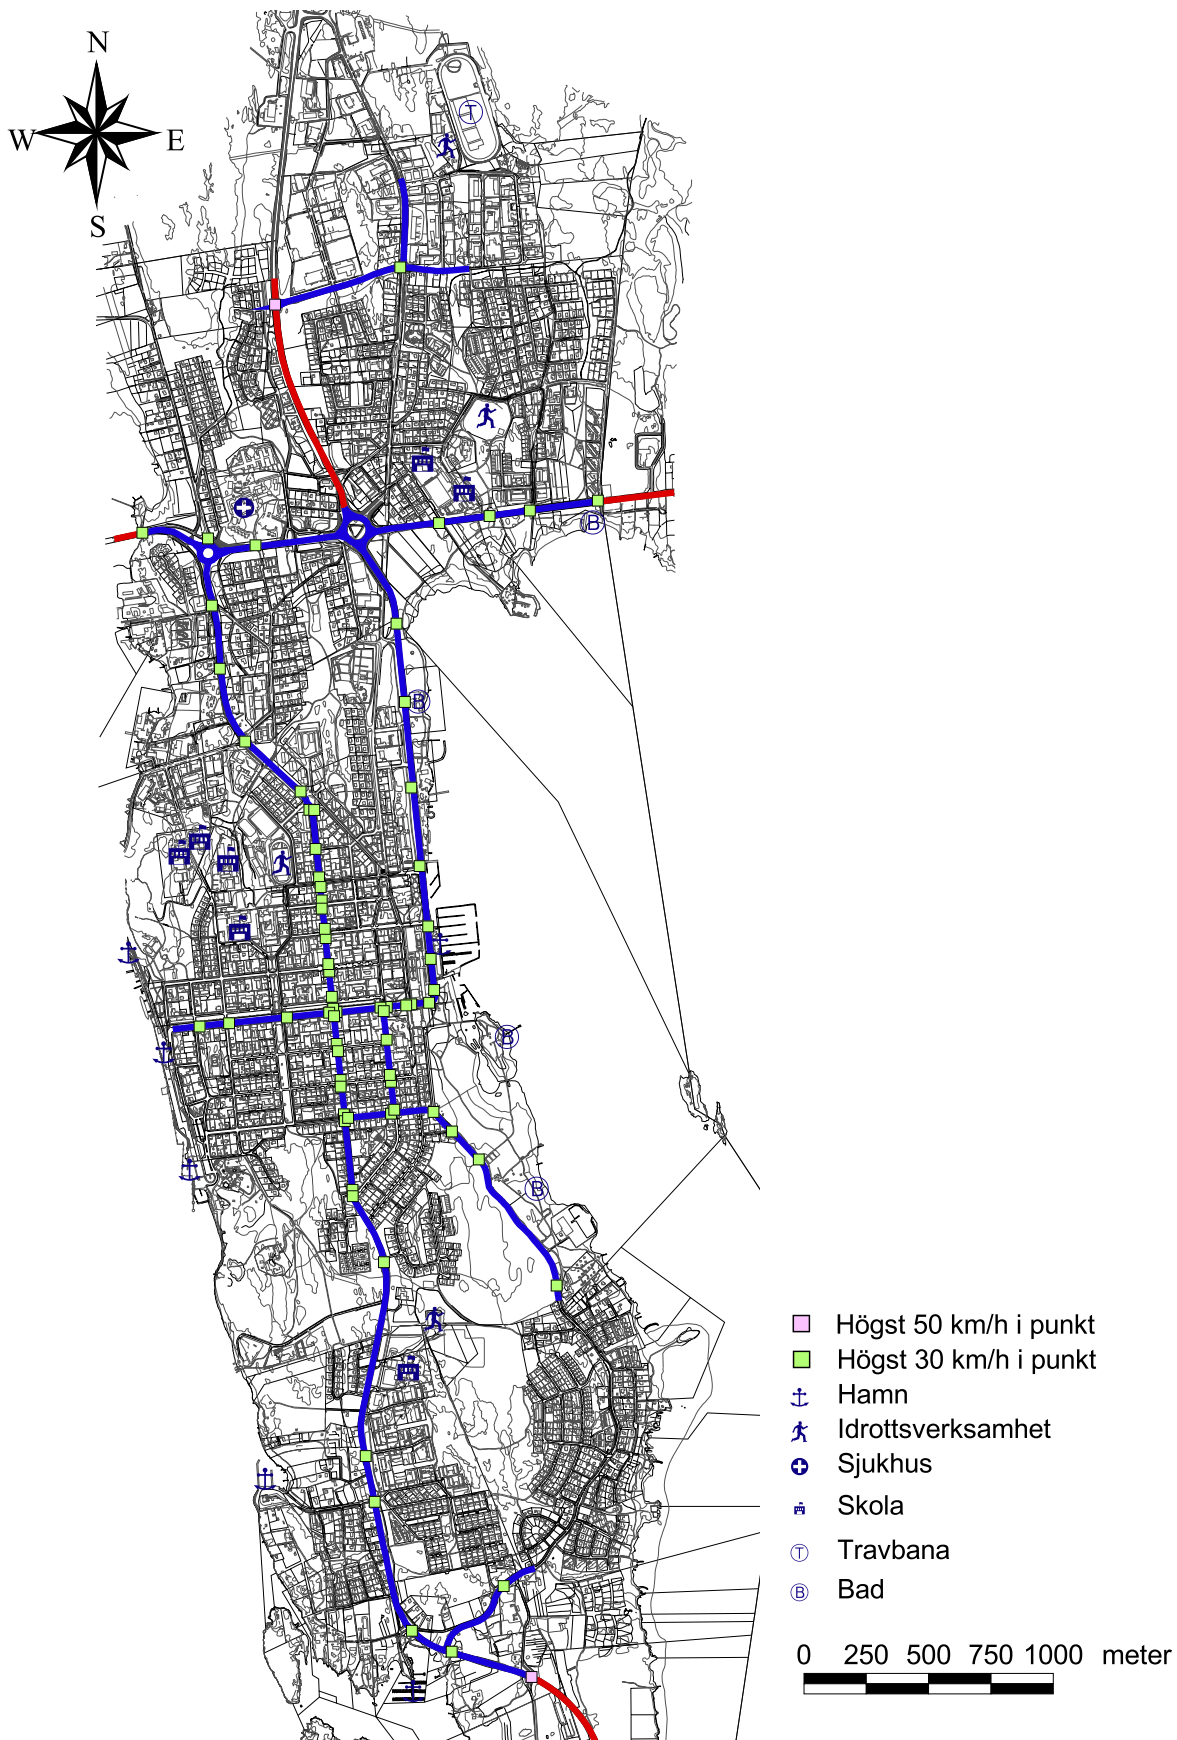 N
W E
S
T
B
B
B
B
Högst 50 km/h i punkt
Högst 30 km/h i punkt
Hamn
Idrottsverksamhet
Sjukhus
Skola
T Travbana
B Bad
0 250 500 750 1000 meter